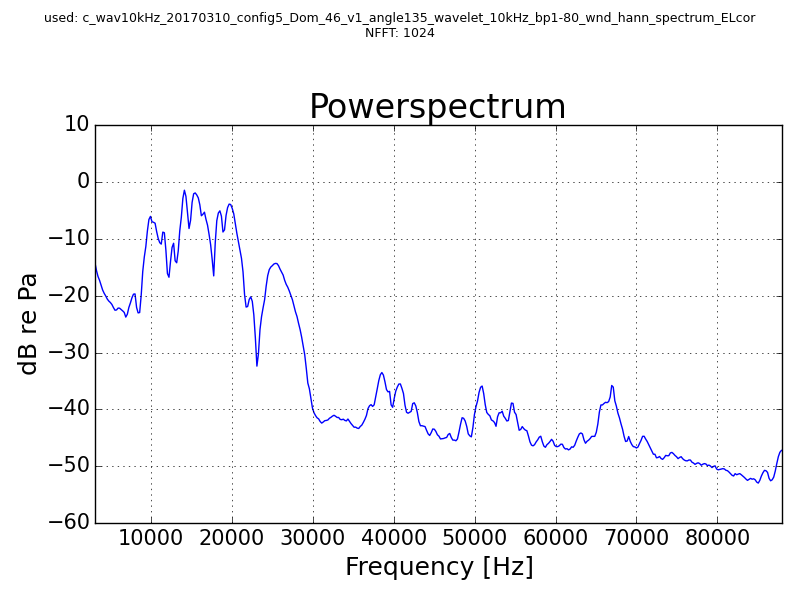 used: c_wav10kHz_20170310_config5_Dom_46_v1_angle135_wavelet_10kHz_bp1-80_wnd_hann_spectrum_ELcor
NFFT: 1024
Powerspectrum
10
0
−10
−20
−30
−40
−50
−60
dB re Pa
10000 20000 30000 40000 50000 60000 70000 80000
Frequency [Hz]